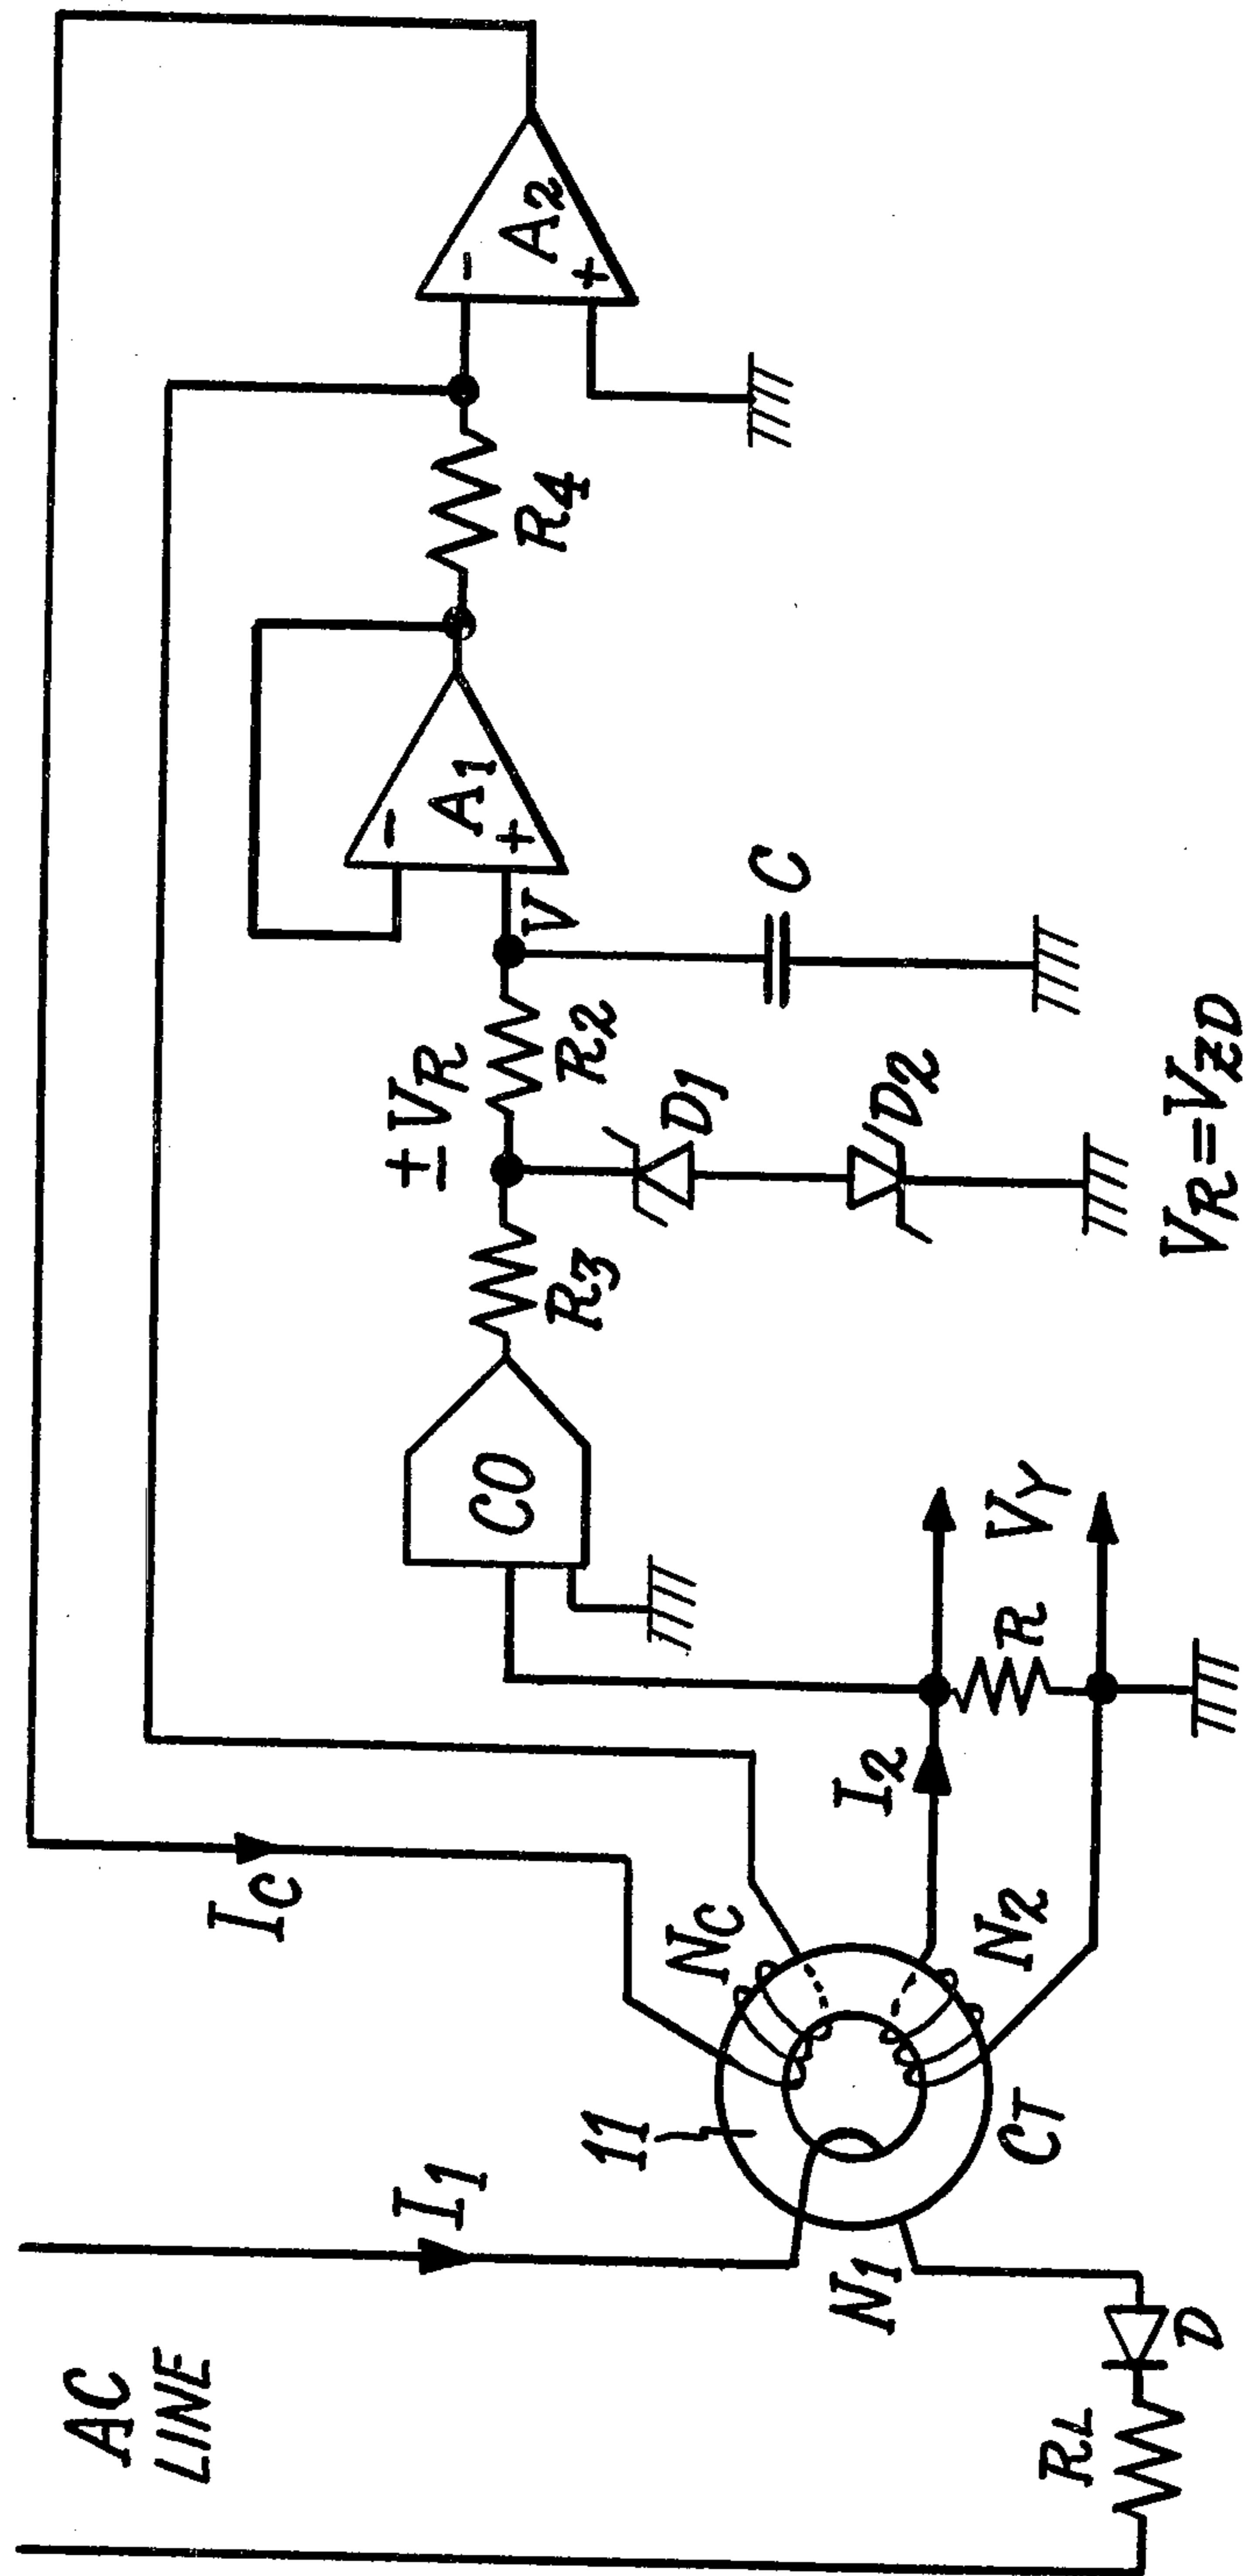 AC
LINE
I1
IC
11
N1
NC
N2
CT
RL
D
I2
R
VY
CO
R3
±VR
R2
D1
D2
V
C
-
A1
+
R4
-
A2
+
VR=VZD